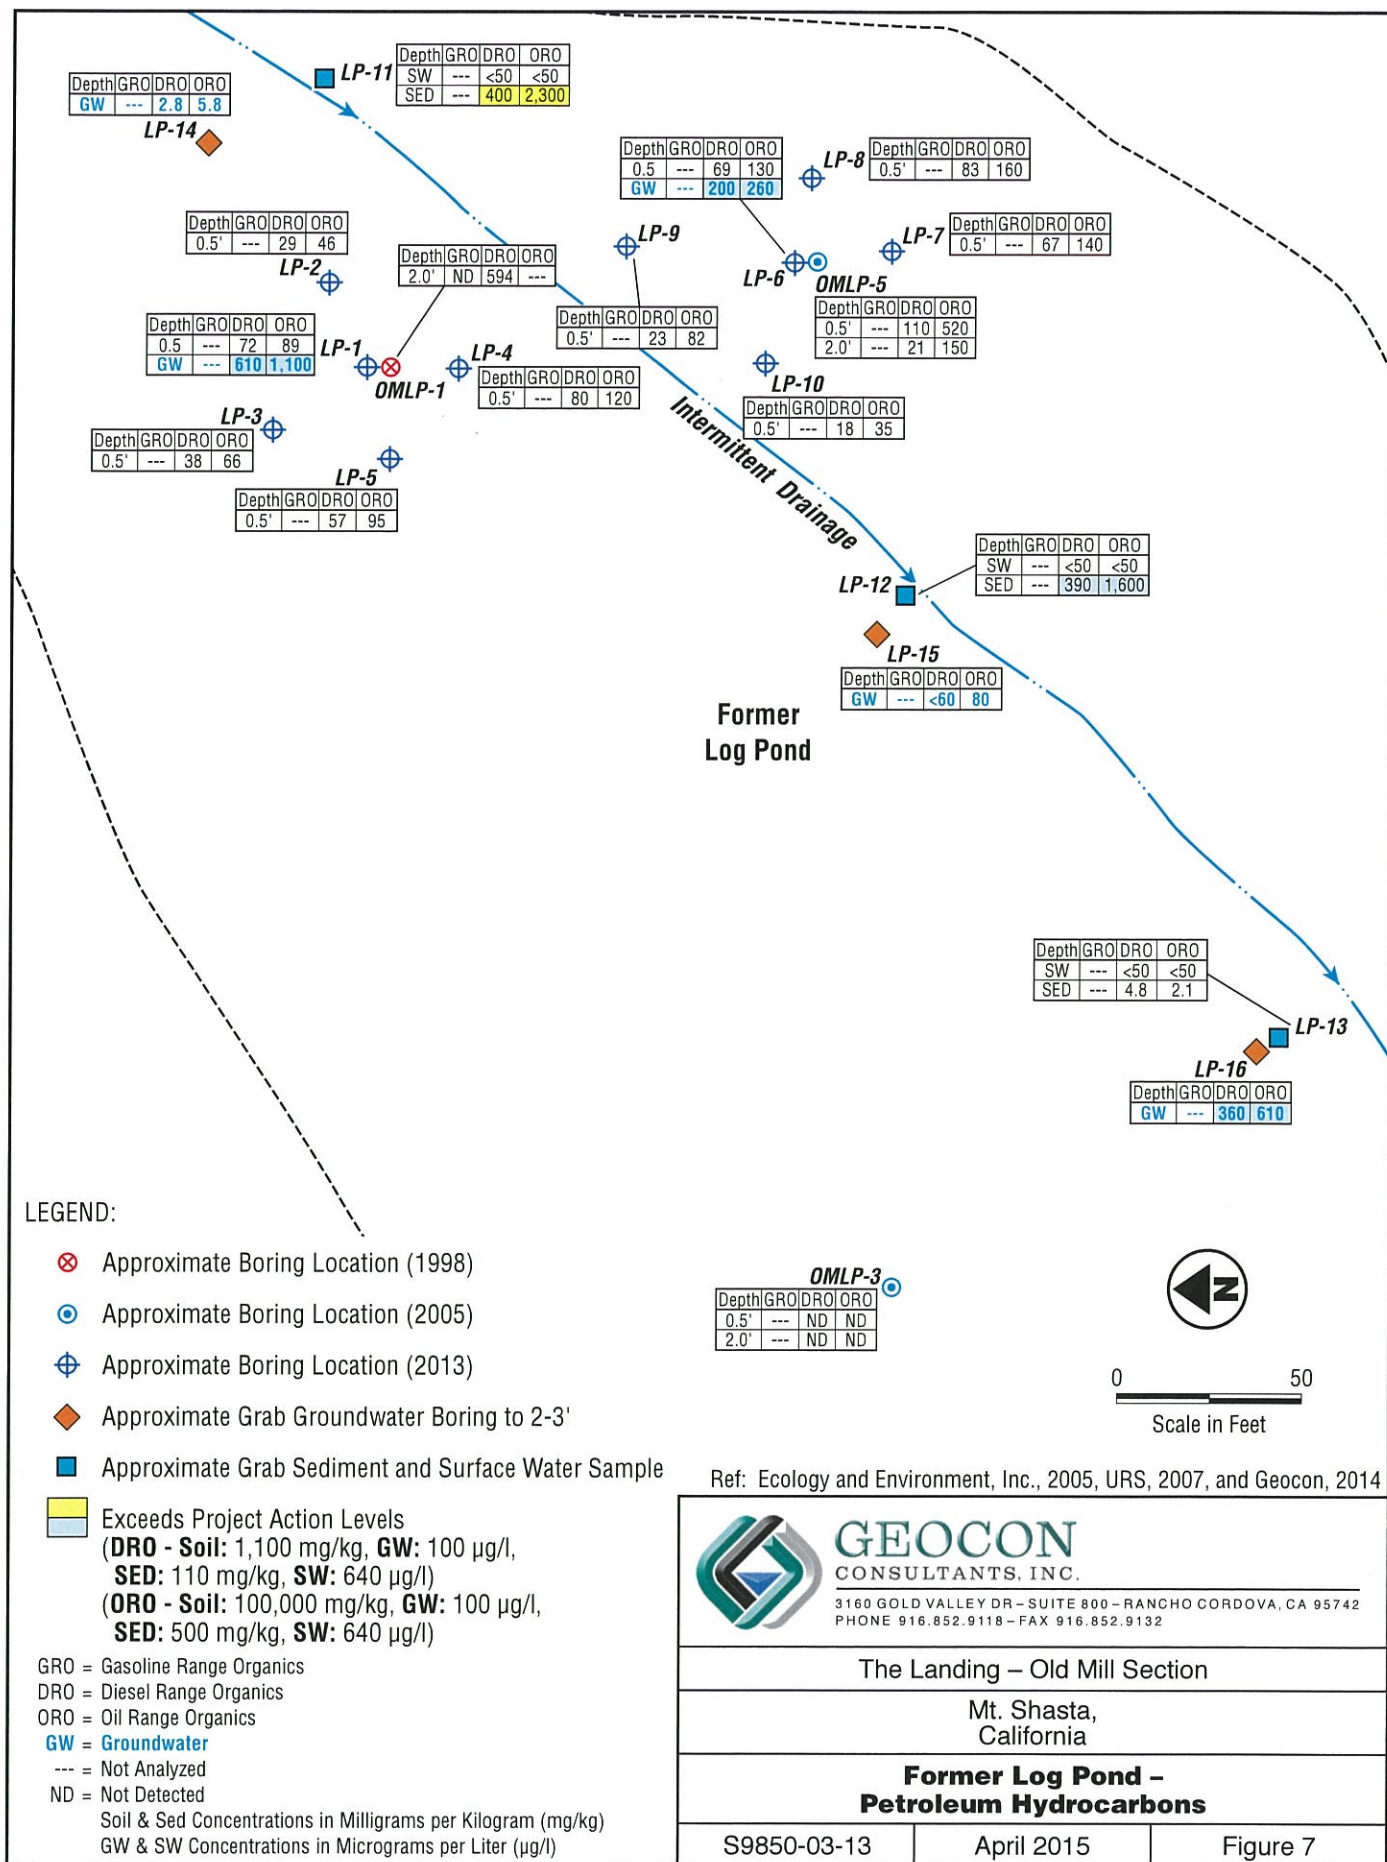 LP-11
Depth GRO DRO ORO
SW --- <50 <50
SED --- 400 2,300
Depth GRO DRO ORO
GW --- 2.8 5.8
LP-14
Depth GRO DRO ORO
0.5 --- 69 130
GW --- 200 260
LP-8
Depth GRO DRO ORO
0.5' --- 83 160
Depth GRO DRO ORO
0.5' --- 29 46
LP-2
LP-9
LP-7
Depth GRO DRO ORO
0.5' --- 67 140
Depth GRO DRO ORO
2.0' ND 594 ---
LP-6
OMLP-5
Depth GRO DRO ORO
0.5' --- 110 520
2.0' --- 21 150
Depth GRO DRO ORO
0.5' --- 23 82
Depth GRO DRO ORO
0.5 --- 72 89
GW --- 610 1,100
LP-1
OMLP-1
LP-4
Depth GRO DRO ORO
0.5' --- 80 120
LP-10
Depth GRO DRO ORO
0.5' --- 18 35
LP-3
Depth GRO DRO ORO
0.5' --- 38 66
LP-5
Depth GRO DRO ORO
0.5' --- 57 95
Intermittent Drainage
Depth GRO DRO ORO
SW --- <50 <50
SED --- 390 1,600
LP-12
LP-15
Depth GRO DRO ORO
GW --- <60 80
Former
Log Pond
Depth GRO DRO ORO
SW --- <50 <50
SED --- 4.8 2.1
LP-13
LP-16
Depth GRO DRO ORO
GW --- 360 610
LEGEND:
Approximate Boring Location (1998)
Approximate Boring Location (2005)
Approximate Boring Location (2013)
Approximate Grab Groundwater Boring to 2-3'
Approximate Grab Sediment and Surface Water Sample
Exceeds Project Action Levels
(DRO - Soil: 1,100 mg/kg, GW: 100 µg/l,
SED: 110 mg/kg, SW: 640 µg/l)
(ORO - Soil: 100,000 mg/kg, GW: 100 µg/l,
SED: 500 mg/kg, SW: 640 µg/l)
GRO = Gasoline Range Organics
DRO = Diesel Range Organics
ORO = Oil Range Organics
GW = Groundwater
--- = Not Analyzed
ND = Not Detected
Soil & Sed Concentrations in Milligrams per Kilogram (mg/kg)
GW & SW Concentrations in Micrograms per Liter (µg/l)
OMLP-3
Depth GRO DRO ORO
0.5' --- ND ND
2.0' --- ND ND
N
0 50
Scale in Feet
Ref: Ecology and Environment, Inc., 2005, URS, 2007, and Geocon, 2014
GEOCON
CONSULTANTS, INC.
3160 GOLD VALLEY DR – SUITE 800 – RANCHO CORDOVA, CA 95742
PHONE 916.852.9118 – FAX 916.852.9132
The Landing – Old Mill Section
Mt. Shasta,
California
Former Log Pond –
Petroleum Hydrocarbons
S9850-03-13 April 2015 Figure 7